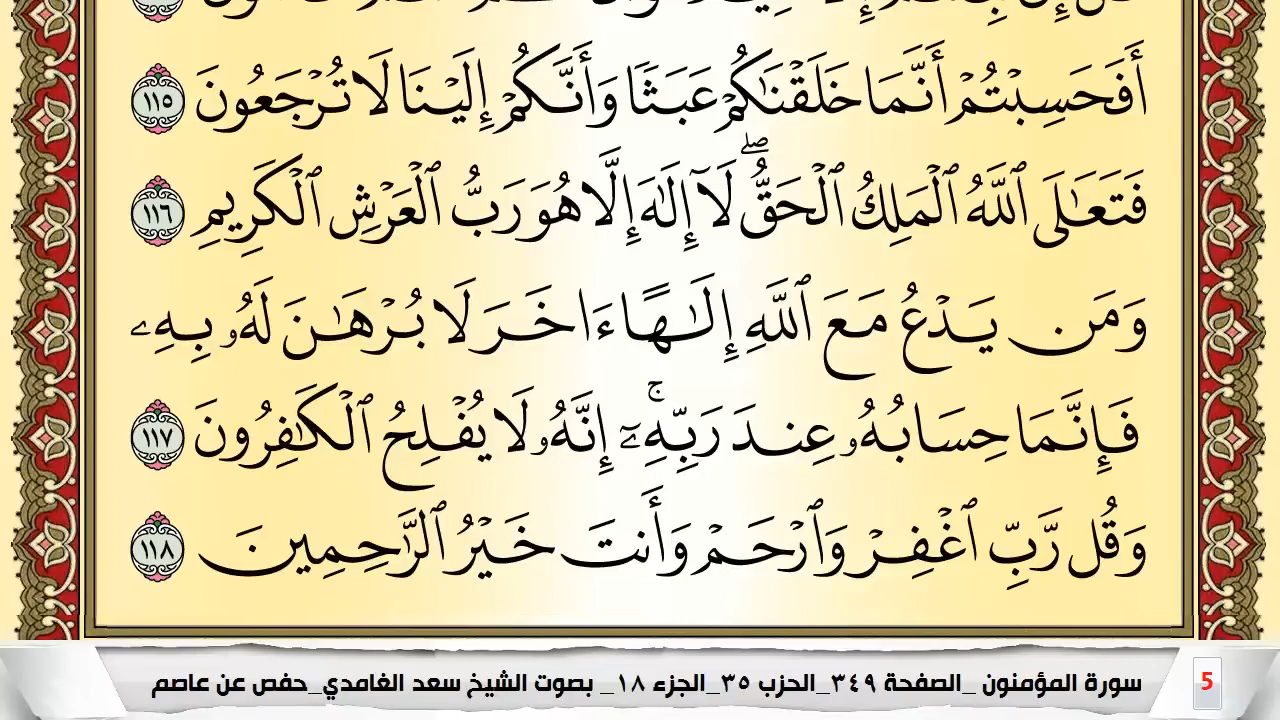 أَفَحَسِبْتُمْ أَنَّمَا خَلَقْنَٰكُمْ عَبَثًا وَأَنَّكُمْ إِلَيْنَا لَا تُرْجَعُونَ ١١٥
فَتَعَٰلَى ٱللَّهُ ٱلْمَلِكُ ٱلْحَقُّ ۖ لَآ إِلَٰهَ إِلَّا هُوَ رَبُّ ٱلْعَرْشِ ٱلْكَرِيمِ ١١٦
وَمَن يَدْعُ مَعَ ٱللَّهِ إِلَٰهًا ءَاخَرَ لَا بُرْهَٰنَ لَهُۥ بِهِۦ
فَإِنَّمَا حِسَابُهُۥ عِندَ رَبِّهِۦٓ ۚ إِنَّهُۥ لَا يُفْلِحُ ٱلْكَٰفِرُونَ ١١٧
وَقُل رَّبِّ ٱغْفِرْ وَٱرْحَمْ وَأَنتَ خَيْرُ ٱلرَّٰحِمِينَ ١١٨
5 سورة المؤمنون _الصفحة ٣٤٩_الحزب ٣٥_الجزء ١٨_ بصوت الشيخ سعد الغامدي_حفص عن عاصم